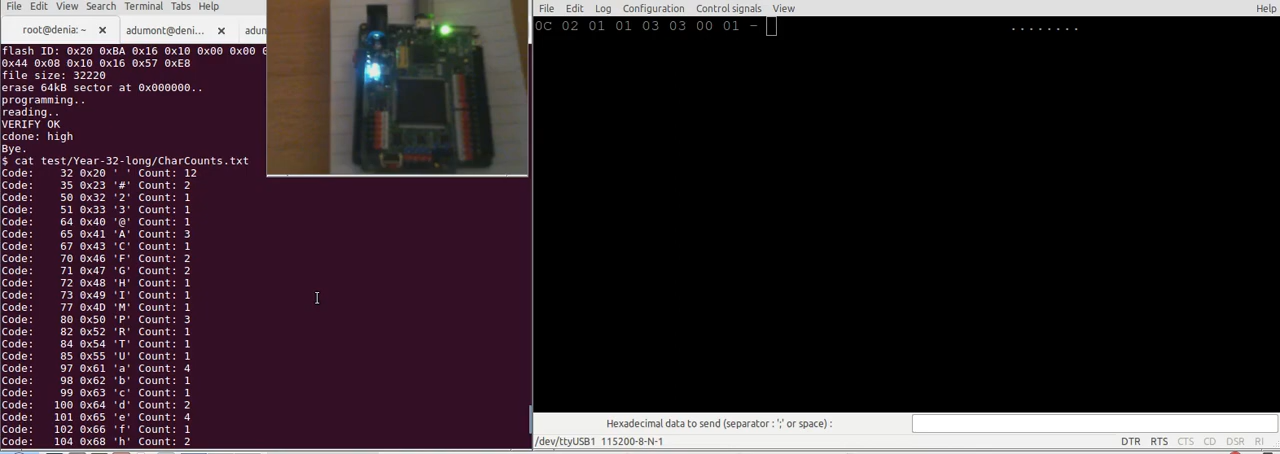 File Edit View Search Terminal Tabs Help
root@denia: ~ × adumont@deni... × adum
flash ID: 0x20 0xBA 0x16 0x10 0x00 0x00 0
0x44 0x08 0x10 0x16 0x57 0xE8
file size: 32220
erase 64kB sector at 0x000000..
programming..
reading..
VERIFY OK
cdone: high
Bye.
$ cat test/Year-32-long/CharCounts.txt
Code: 32 0x20 ' ' Count: 12
Code: 35 0x23 '#' Count: 2
Code: 50 0x32 '2' Count: 1
Code: 51 0x33 '3' Count: 1
Code: 64 0x40 '@' Count: 1
Code: 65 0x41 'A' Count: 3
Code: 67 0x43 'C' Count: 1
Code: 70 0x46 'F' Count: 2
Code: 71 0x47 'G' Count: 2
Code: 72 0x48 'H' Count: 1
Code: 73 0x49 'I' Count: 1
Code: 77 0x4D 'M' Count: 1
Code: 80 0x50 'P' Count: 3
Code: 82 0x52 'R' Count: 1
Code: 84 0x54 'T' Count: 1
Code: 85 0x55 'U' Count: 1
Code: 97 0x61 'a' Count: 4
Code: 98 0x62 'b' Count: 1
Code: 99 0x63 'c' Count: 1
Code: 100 0x64 'd' Count: 2
Code: 101 0x65 'e' Count: 4
Code: 102 0x66 'f' Count: 1
Code: 104 0x68 'h' Count: 2
File Edit Log Configuration Control signals View Help
0C 02 01 01 03 03 00 01 - ........
Hexadecimal data to send (separator : ';' or space) :
/dev/ttyUSB1 115200-8-N-1 DTR RTS CTS CD DSR RI